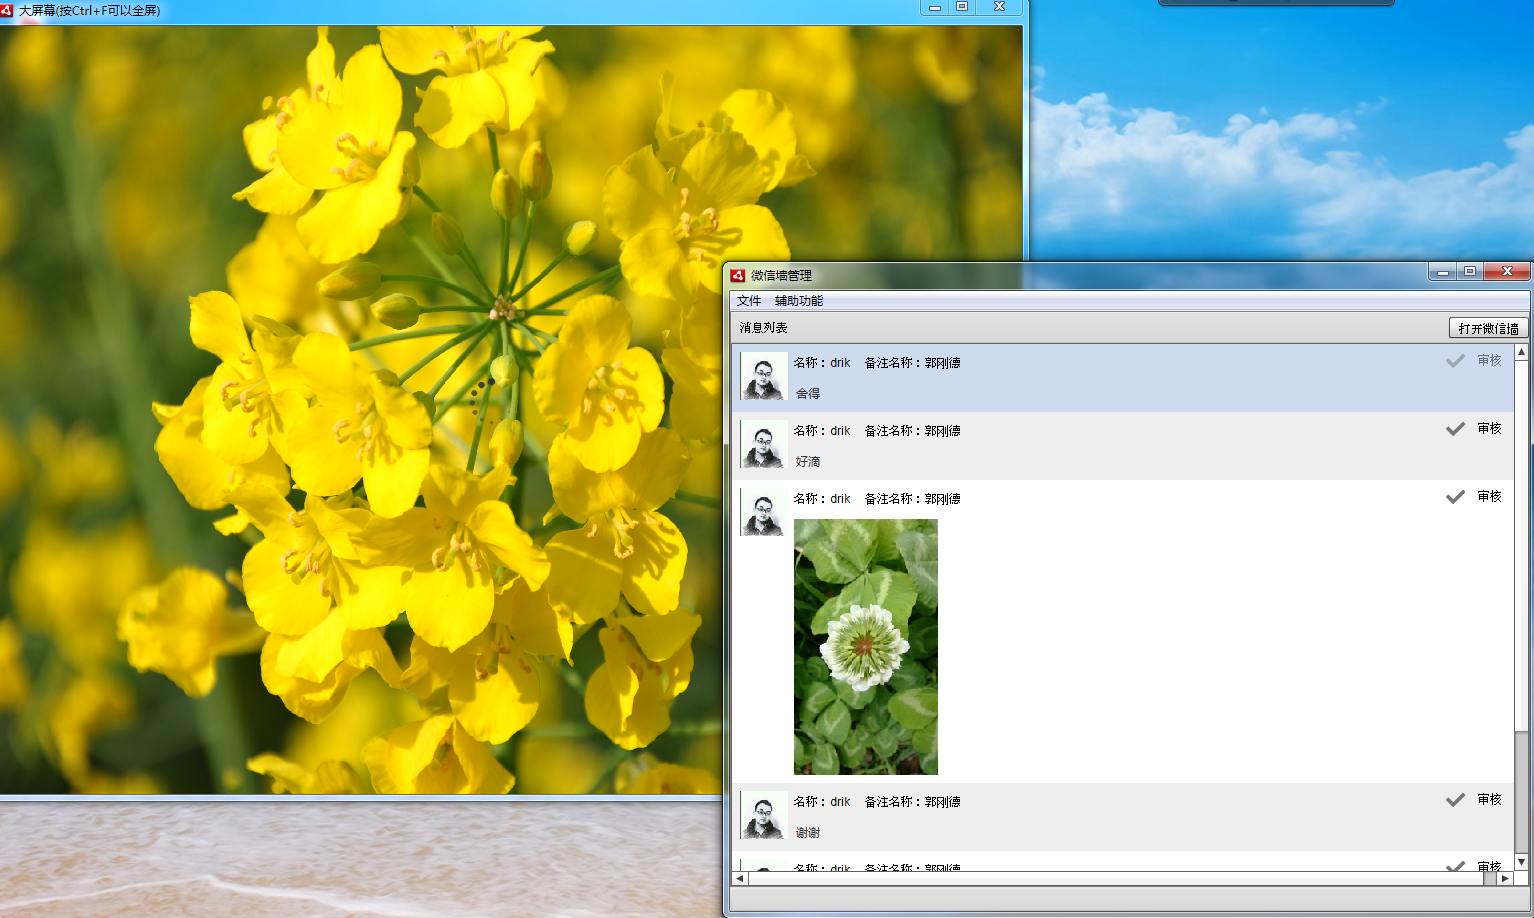 大屏幕(按Ctrl+F可以全屏)
微信墙管理
文件 辅助功能
消息列表 打开微信墙
名称：drik 备注名称：郭刚德 审核
舍得
名称：drik 备注名称：郭刚德 审核
好滴
名称：drik 备注名称：郭刚德 审核
名称：drik 备注名称：郭刚德 审核
谢谢
名称：drik 备注名称：郭刚德 审核